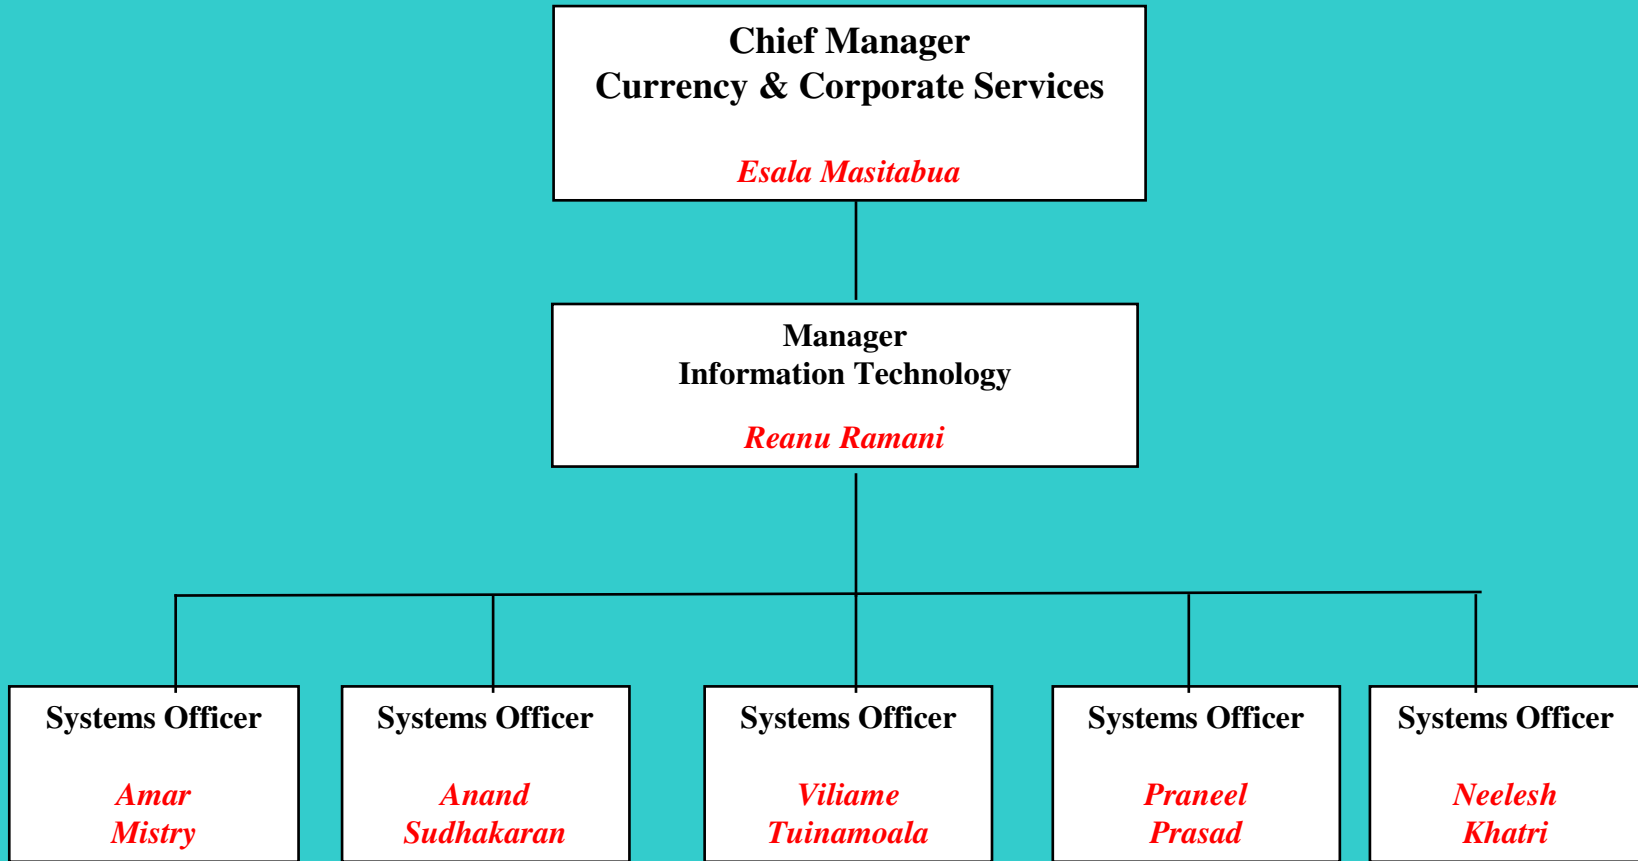 Chief Manager
Currency & Corporate Services
Esala Masitabua
Manager
Information Technology
Reanu Ramani
Systems Officer
Amar
Mistry
Systems Officer
Anand
Sudhakaran
Systems Officer
Viliame
Tuinamoala
Systems Officer
Praneel
Prasad
Systems Officer
Neelesh
Khatri